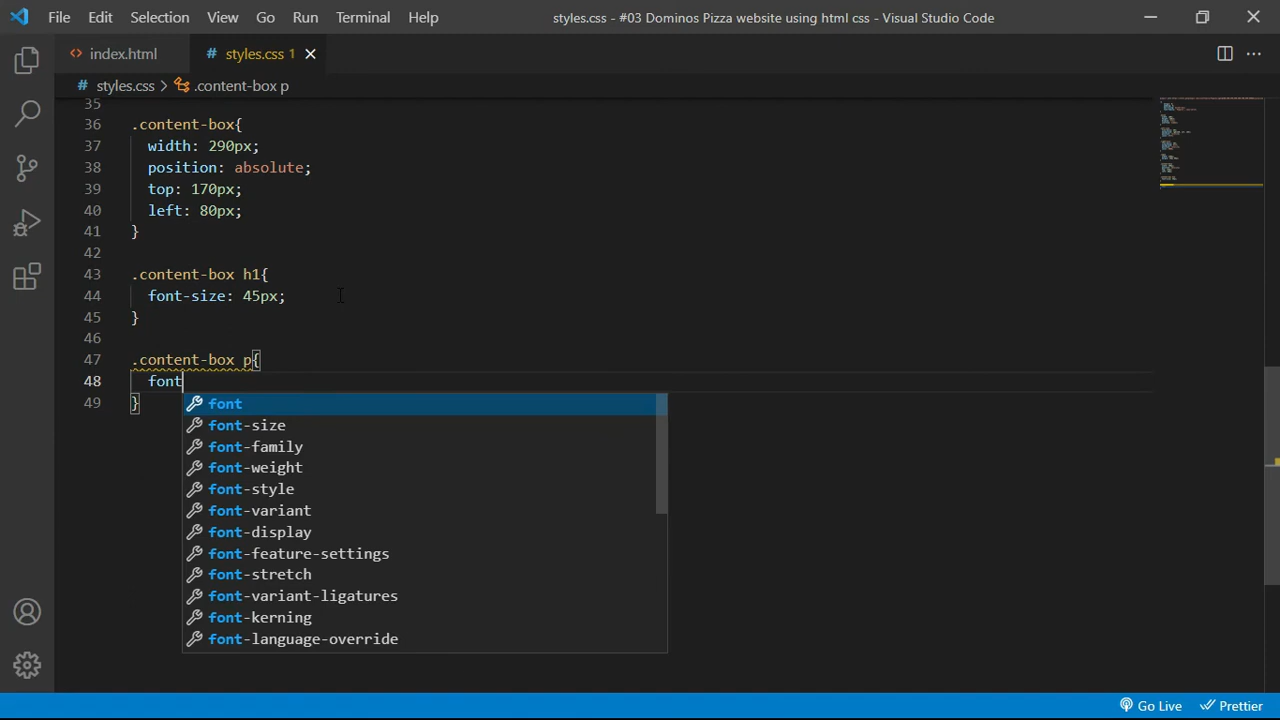 File Edit Selection View Go Run Terminal Help styles.css - #03 Dominos Pizza website using html css - Visual Studio Code
<> index.html # styles.css 1
# styles.css > .content-box p
35
36 .content-box{
37 width: 290px;
38 position: absolute;
39 top: 170px;
40 left: 80px;
41 }
42
43 .content-box h1{
44 font-size: 45px;
45 }
46
47 .content-box p{
48 font
49 }
font
font-size
font-family
font-weight
font-style
font-variant
font-display
font-feature-settings
font-stretch
font-variant-ligatures
font-kerning
font-language-override
Go Live Prettier